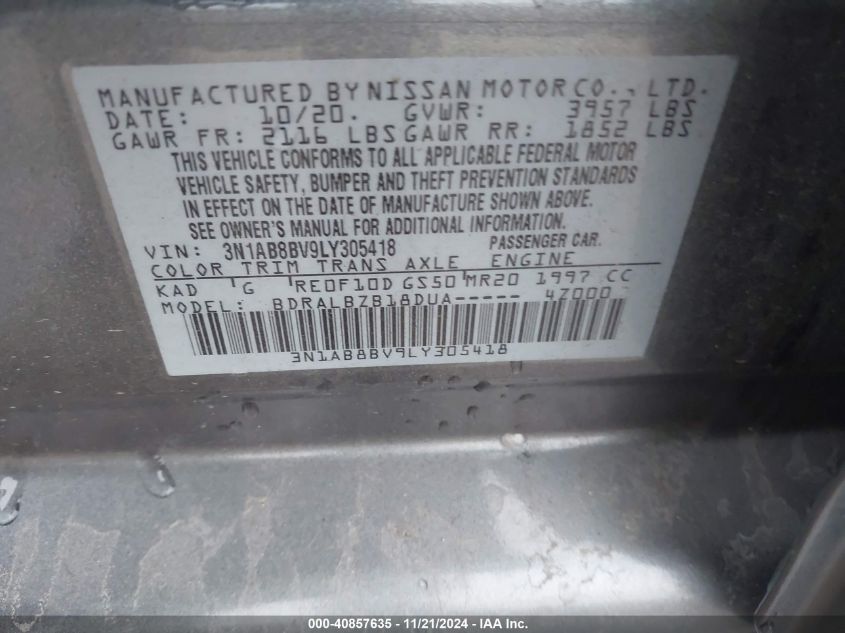 MANUFACTURED BY NISSAN MOTOR CO., LTD.
DATE: 10/20. GVWR: 3957 LBS
GAWR FR: 2116 LBS GAWR RR: 1852 LBS
THIS VEHICLE CONFORMS TO ALL APPLICABLE FEDERAL MOTOR
VEHICLE SAFETY, BUMPER AND THEFT PREVENTION STANDARDS
IN EFFECT ON THE DATE OF MANUFACTURE SHOWN ABOVE.
SEE OWNER'S MANUAL FOR ADDITIONAL INFORMATION.
VIN: 3N1AB8BV9LY305418 PASSENGER CAR.
COLOR TRIM TRANS AXLE ENGINE
KAD G RE0F10D GS50 MR20 1997 CC
MODEL: BDRALBZB18DUA----- 4Z000
3N1AB8BV9LY305418
000-40857635 - 11/21/2024 - IAA Inc.